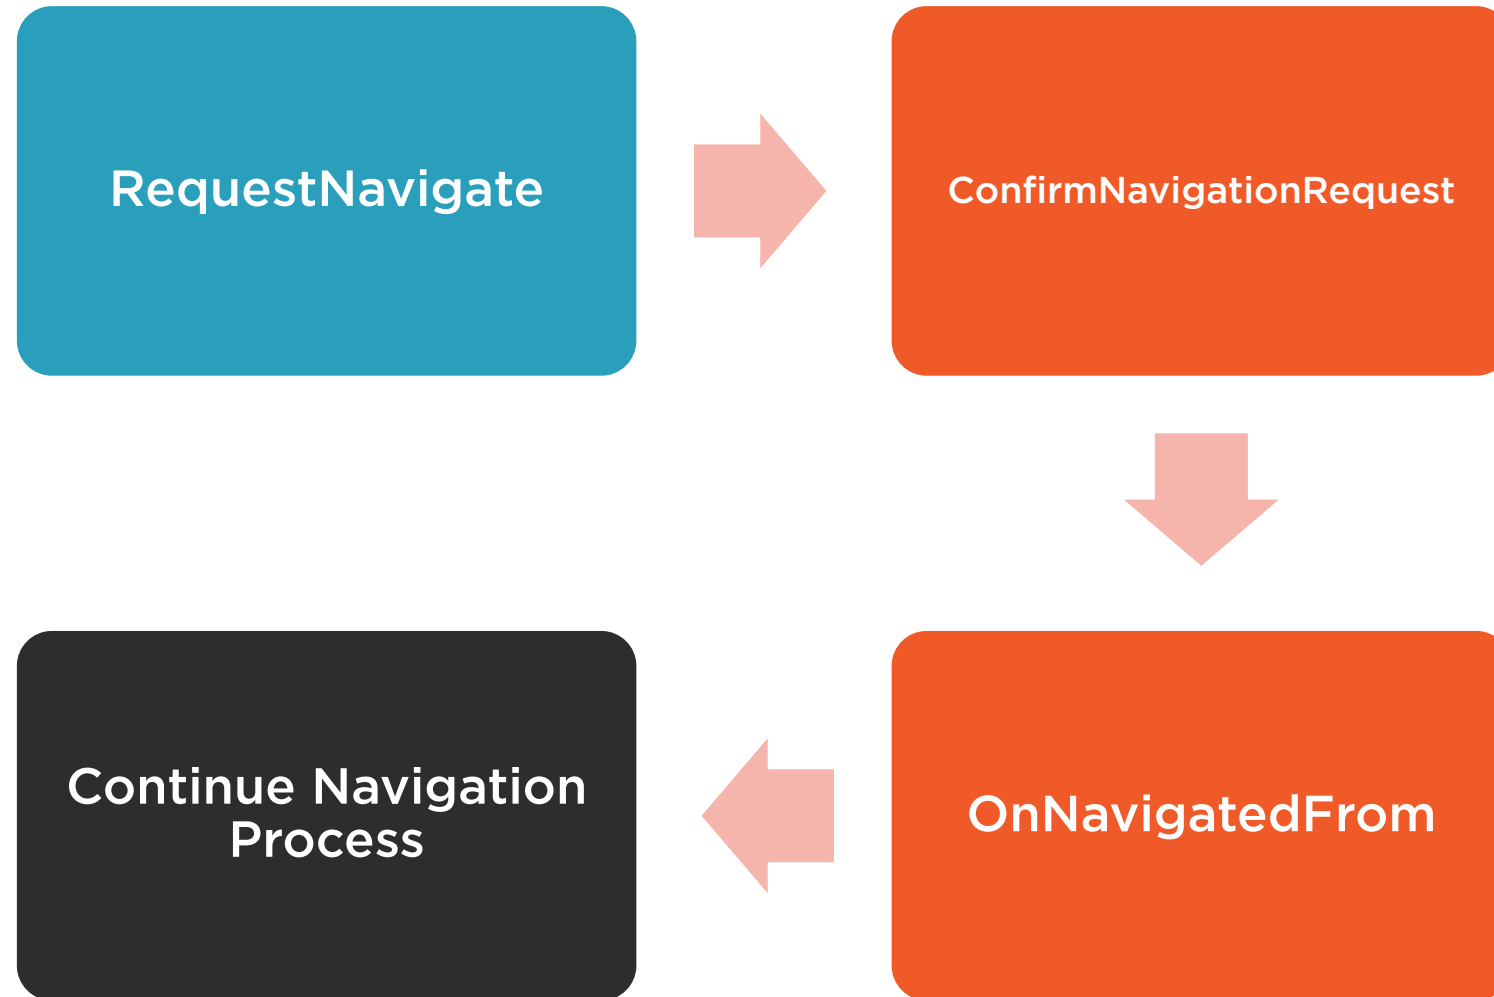 RequestNavigate
ConfirmNavigationRequest
OnNavigatedFrom
Continue Navigation
Process